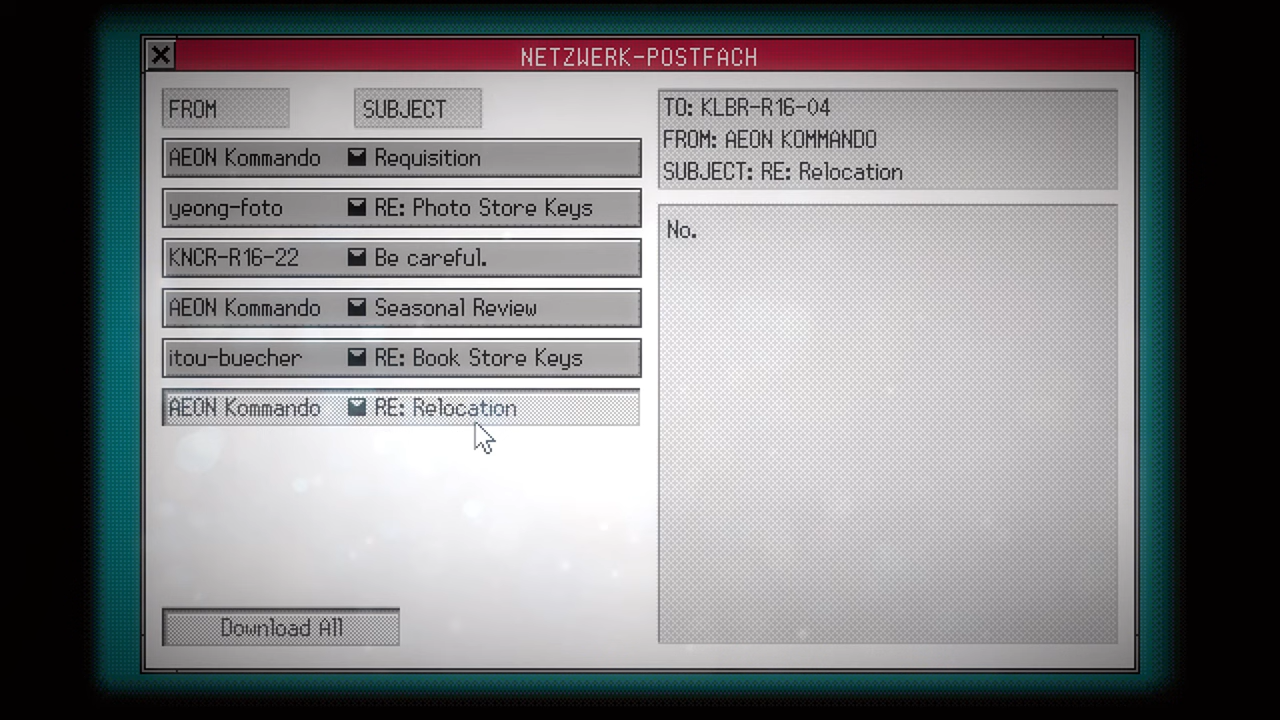 NETZWERK-POSTFACH
FROM SUBJECT
AEON Kommando Requisition
yeong-foto RE: Photo Store Keys
KNCR-R16-22 Be careful.
AEON Kommando Seasonal Review
itou-buecher RE: Book Store Keys
AEON Kommando RE: Relocation
Download All
TO: KLBR-R16-04
FROM: AEON KOMMANDO
SUBJECT: RE: Relocation
No.